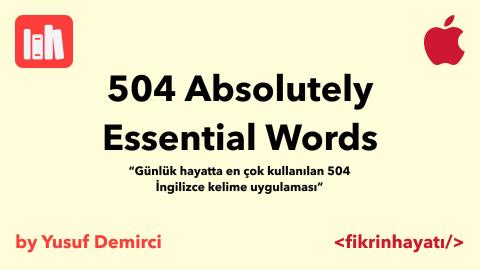 504 Absolutely
Essential Words
“Günlük hayatta en çok kullanılan 504
İngilizce kelime uygulaması”
by Yusuf Demirci
<fikrinhayatı/>